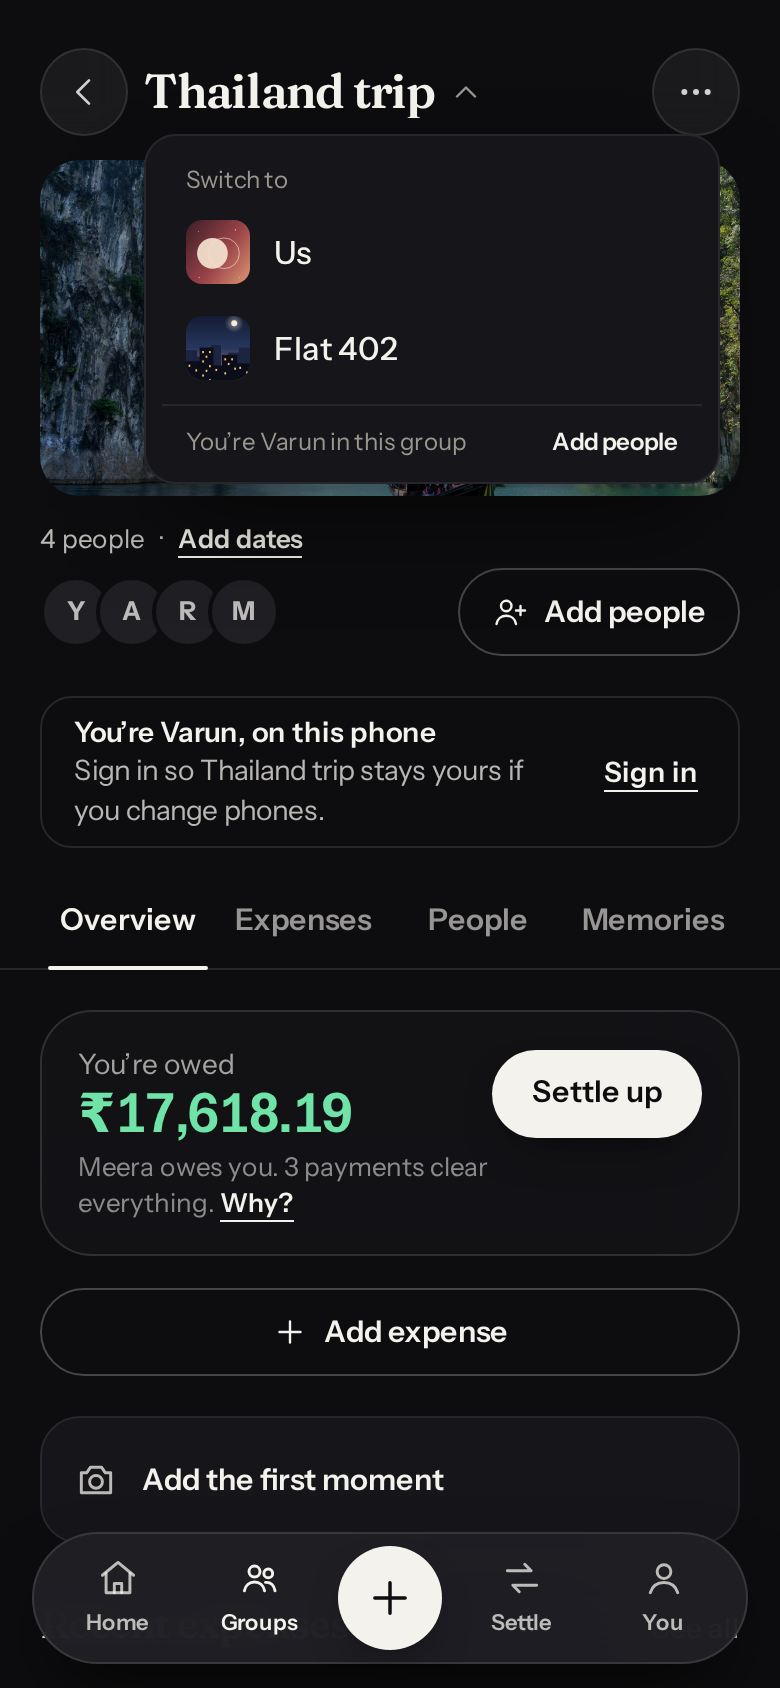 Thailand trip
Switch to
Us
Flat 402
You're Varun in this group
Add people
4 people · Add dates
Y A R M
Add people
You're Varun, on this phone
Sign in so Thailand trip stays yours if
you change phones.
Sign in
Overview Expenses People Memories
You're owed
₹17,618.19
Settle up
Meera owes you. 3 payments clear
everything. Why?
Add expense
Add the first moment
Home Groups Settle You